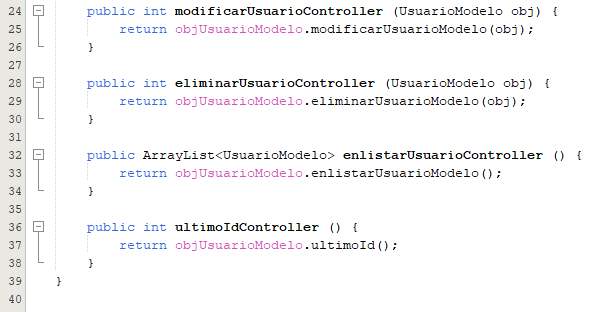 24 public int modificarUsuarioController (UsuarioModelo obj) {
25 return objUsuarioModelo.modificarUsuarioModelo(obj);
26 }
27
28 public int eliminarUsuarioController (UsuarioModelo obj) {
29 return objUsuarioModelo.eliminarUsuarioModelo(obj);
30 }
31
32 public ArrayList<UsuarioModelo> enlistarUsuarioController () {
33 return objUsuarioModelo.enlistarUsuarioModelo();
34 }
35
36 public int ultimoIdController () {
37 return objUsuarioModelo.ultimoId();
38 }
39 }
40